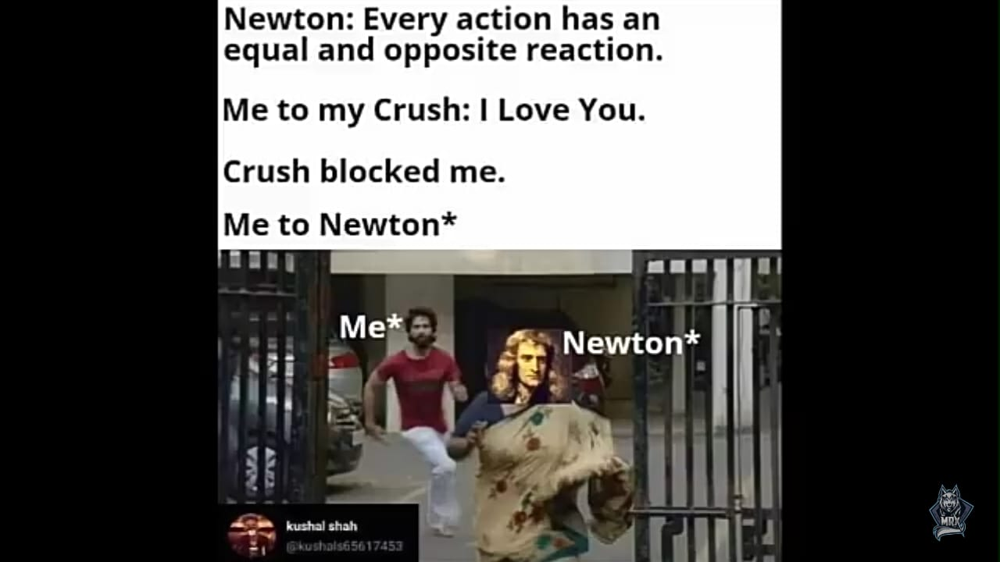 Newton: Every action has an
equal and opposite reaction.
Me to my Crush: I Love You.
Crush blocked me.
Me to Newton*
Me*
Newton*
kushal shah
@kushals65617453
MRX